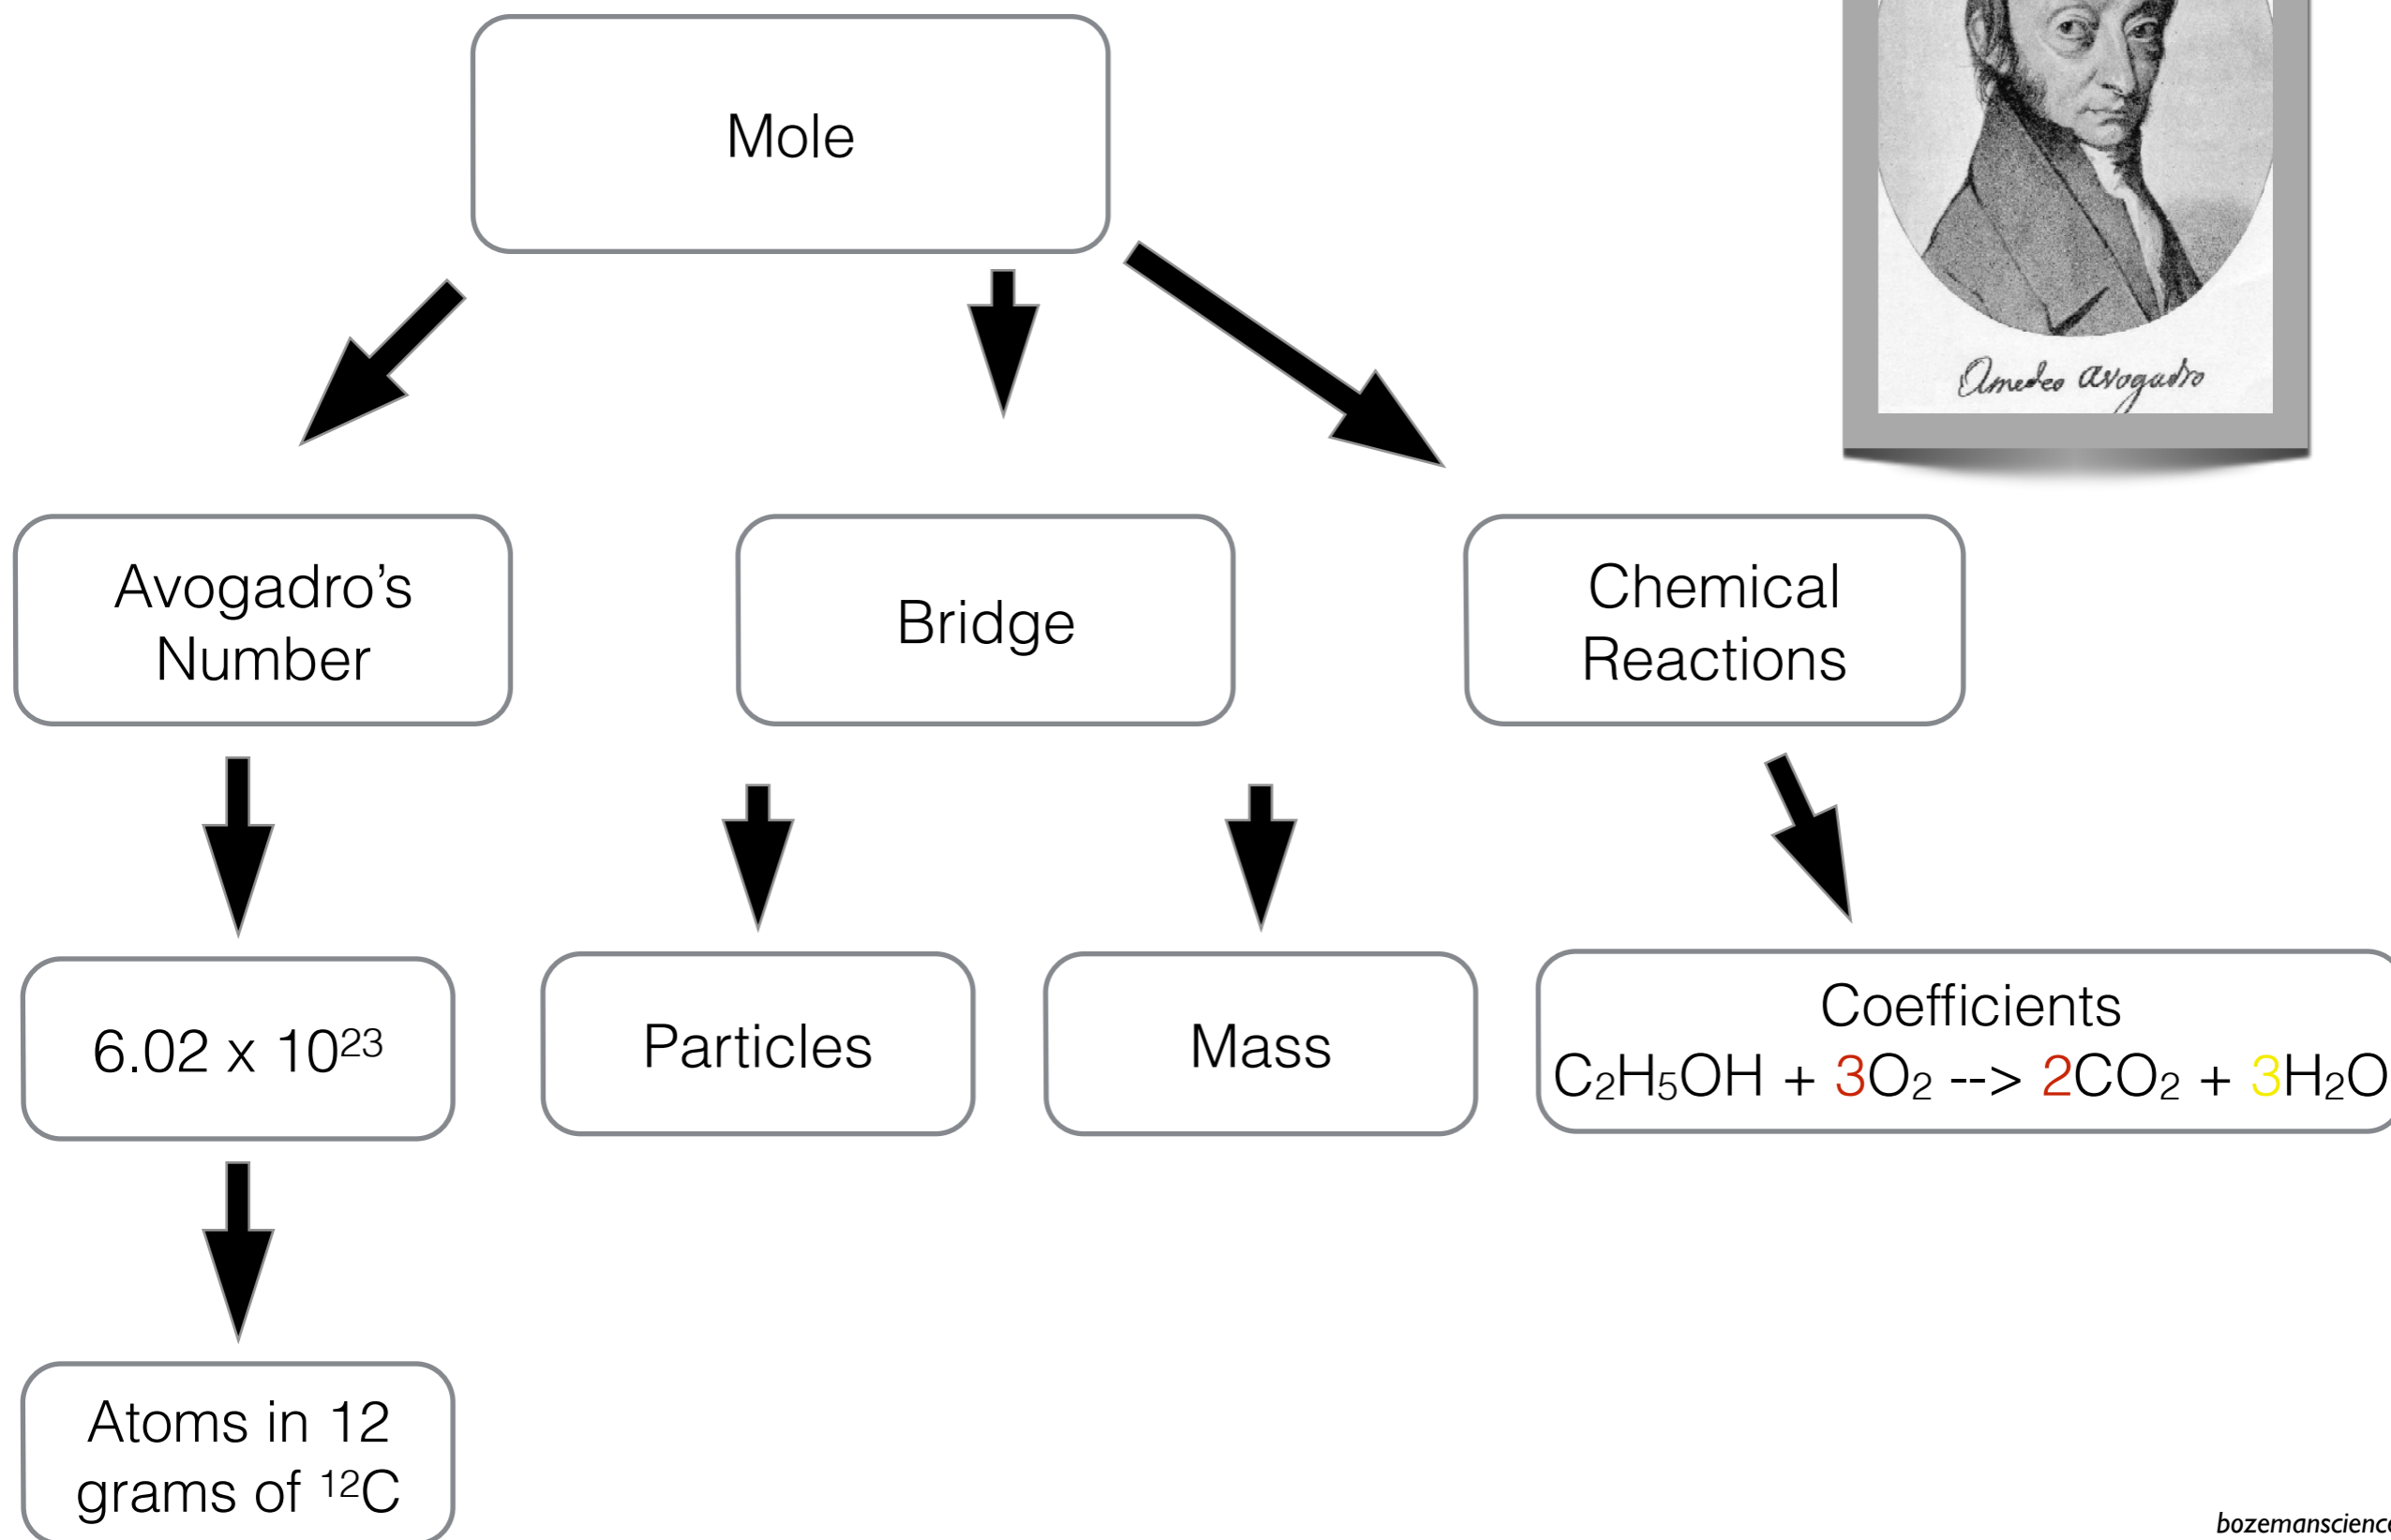 Mole
Amedeo Avogadro
Avogadro’s
Number
Bridge
Chemical
Reactions
6.02 x 10²³
Particles
Mass
Coefficients
C₂H₅OH + 3O₂ --> 2CO₂ + 3H₂O
Atoms in 12
grams of ¹²C
bozemanscienc